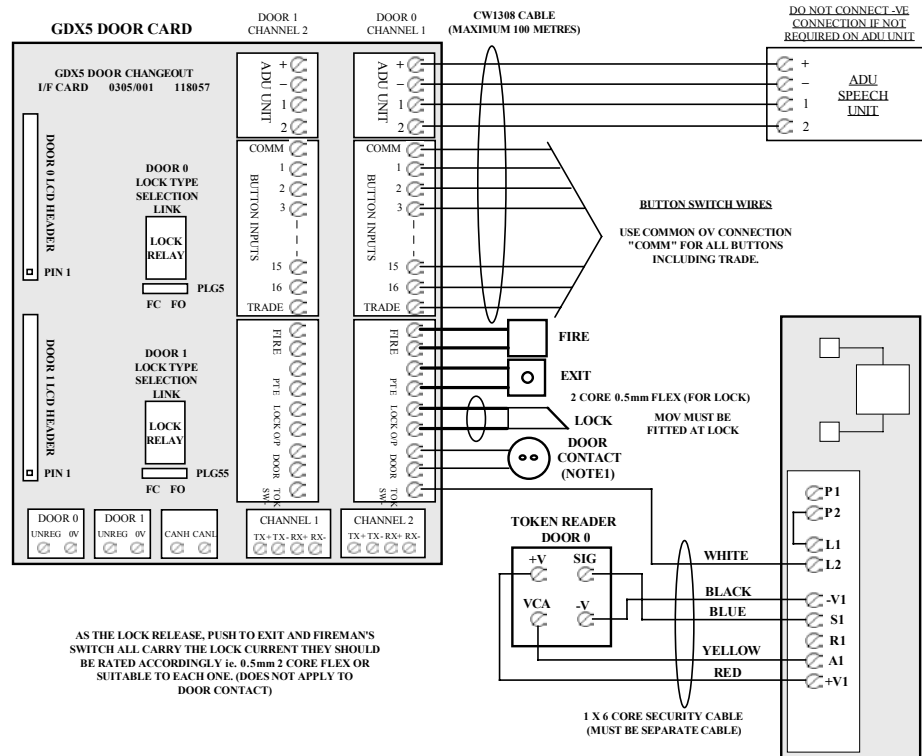 GDX5 DOOR CARD
DOOR 1
CHANNEL 2
DOOR 0
CHANNEL 1
CW1308 CABLE
(MAXIMUM 100 METRES)
DO NOT CONNECT -VE
CONNECTION IF NOT
REQUIRED ON ADU UNIT
GDX5 DOOR CHANGEOUT
I/F CARD 0305/001 118057
ADU UNIT
+
–
1
2
ADU UNIT
+
–
1
2
+
–
1
2
ADU
SPEECH
UNIT
DOOR 0 LCD HEADER
PIN 1
DOOR 0
LOCK TYPE
SELECTION
LINK
LOCK
RELAY
PLG5
FC FO
COMM
1
2
3
15
16
TRADE
BUTTON INPUTS
COMM
1
2
3
15
16
TRADE
BUTTON INPUTS
BUTTON SWITCH WIRES
USE COMMON OV CONNECTION
"COMM" FOR ALL BUTTONS
INCLUDING TRADE.
DOOR 1 LCD HEADER
PIN 1
DOOR 1
LOCK TYPE
SELECTION
LINK
LOCK
RELAY
PLG55
FC FO
FIRE
PTE
LOCK O/P
DOOR
TOK
SW-
FIRE
PTE
LOCK O/P
DOOR
TOK
SW-
FIRE
EXIT
2 CORE 0.5mm FLEX (FOR LOCK)
LOCK
MOV MUST BE
FITTED AT LOCK
DOOR
CONTACT
(NOTE1)
DOOR 0
UNREG 0V
DOOR 1
UNREG 0V
CANH CANL
CHANNEL 1
TX+ TX- RX+ RX-
CHANNEL 2
TX+ TX- RX+ RX-
TOKEN READER
DOOR 0
+V SIG
VCA -V
WHITE
BLACK
BLUE
YELLOW
RED
P1
P2
L1
L2
-V1
S1
R1
A1
+V1
1 X 6 CORE SECURITY CABLE
(MUST BE SEPARATE CABLE)
AS THE LOCK RELEASE, PUSH TO EXIT AND FIREMAN'S
SWITCH ALL CARRY THE LOCK CURRENT THEY SHOULD
BE RATED ACCORDINGLY ie. 0.5mm 2 CORE FLEX OR
SUITABLE TO EACH ONE. (DOES NOT APPLY TO
DOOR CONTACT)